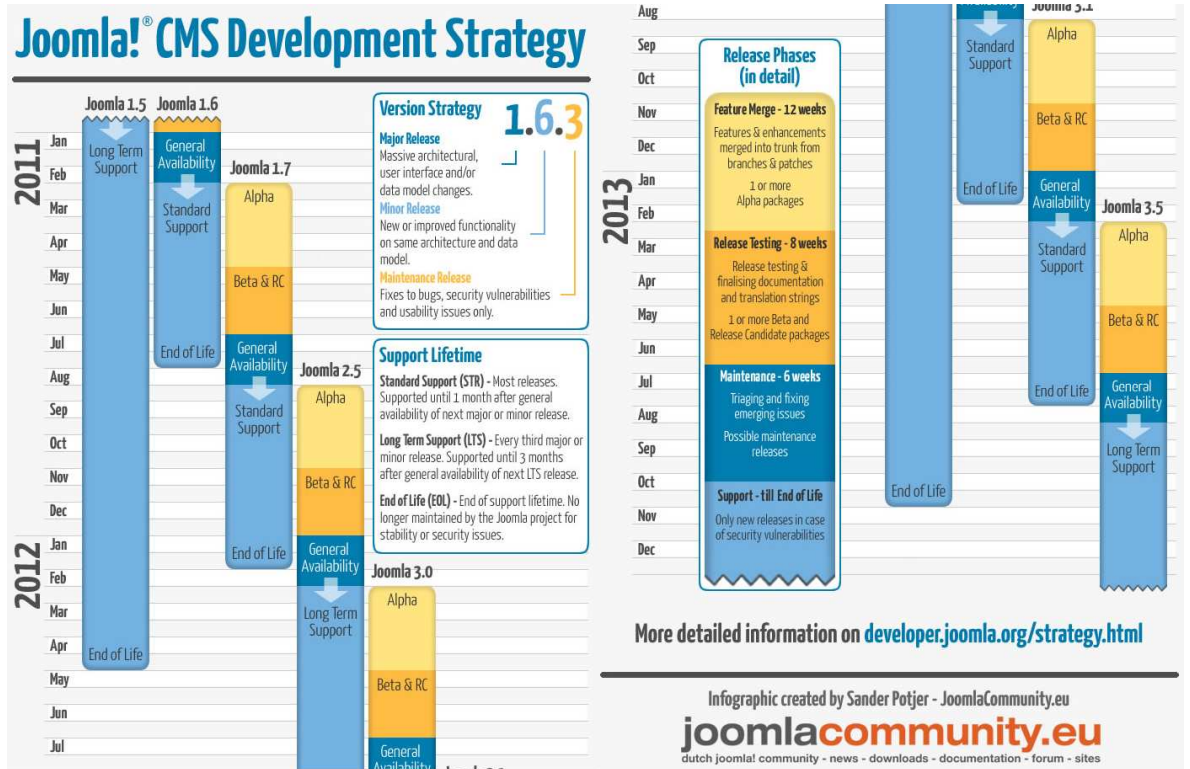 Joomla!® CMS Development Strategy
Joomla 1.5
Joomla 1.6
2011
Jan
Feb
Mar
Apr
May
Jun
Jul
Aug
Sep
Oct
Nov
Dec
2012
Jan
Feb
Mar
Apr
May
Jun
Jul
Long Term
Support
End of Life
General
Availability
Standard
Support
End of Life
Joomla 1.7
Alpha
Beta & RC
General
Availability
Standard
Support
End of Life
Joomla 2.5
Alpha
Beta & RC
General
Availability
Long Term
Support
Joomla 3.0
Alpha
Beta & RC
General
Availability
Version Strategy
1.6.3
Major Release
Massive architectural,
user interface and/or
data model changes.
Minor Release
New or improved functionality
on same architecture and data
model.
Maintenance Release
Fixes to bugs, security vulnerabilities
and usability issues only.
Support Lifetime
Standard Support (STR) - Most releases.
Supported until 1 month after general
availability of next major or minor release.
Long Term Support (LTS) - Every third major or
minor release. Supported until 3 months
after general availability of next LTS release.
End of Life (EOL) - End of support lifetime. No
longer maintained by the Joomla project for
stability or security issues.
Aug
Sep
Oct
Nov
Dec
2013
Jan
Feb
Mar
Apr
May
Jun
Jul
Aug
Sep
Oct
Nov
Dec
Release Phases
(in detail)
Feature Merge - 12 weeks
Features & enhancements
merged into trunk from
branches & patches
1 or more
Alpha packages
Release Testing - 8 weeks
Release testing &
finalising documentation
and translation strings
1 or more Beta and
Release Candidate packages
Maintenance - 6 weeks
Triaging and fixing
emerging issues
Possible maintenance
releases
Support - till End of Life
Only new releases in case
of security vulnerabilities
End of Life
Availability
Standard
Support
End of Life
Joomla 3.1
Alpha
Beta & RC
General
Availability
Standard
Support
End of Life
Joomla 3.5
Alpha
Beta & RC
General
Availability
Long Term
Support
More detailed information on developer.joomla.org/strategy.html
Infographic created by Sander Potjer - JoomlaCommunity.eu
joomlacommunity.eu
dutch joomla! community - news - downloads - documentation - forum - sites